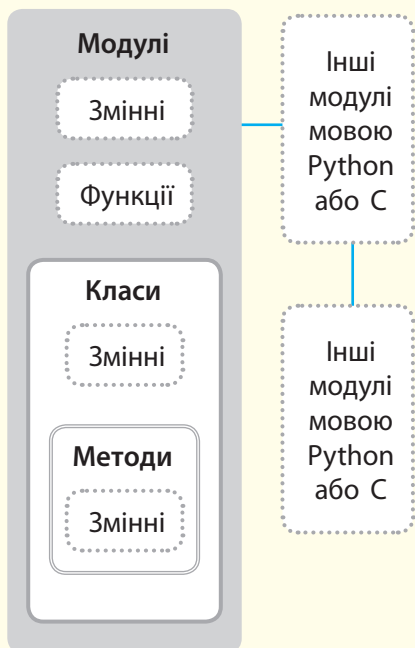 Модулі
Змінні
Функції
Класи
Змінні
Методи
Змінні
Інші
модулі
мовою
Python
або С
Інші
модулі
мовою
Python
або С